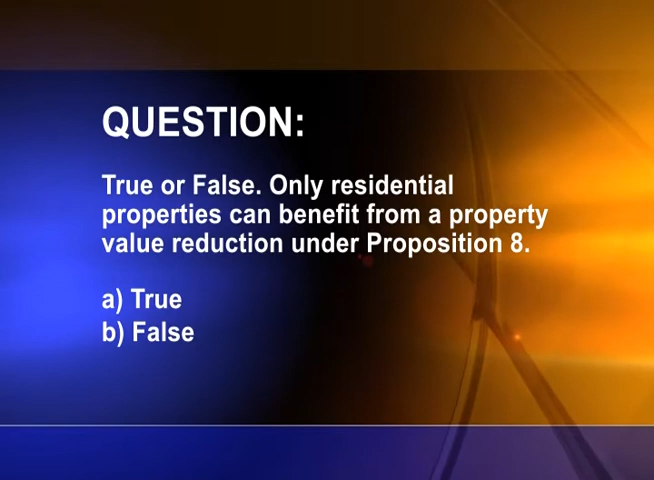 QUESTION:
True or False. Only residential
properties can benefit from a property
value reduction under Proposition 8.
a) True
b) False